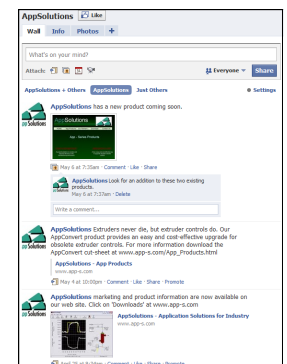 AppSolutions Like
Wall Info Photos +
What's on your mind?
Attach: Everyone Share
AppSolutions + Others AppSolutions Just Others Settings
AppSolutions has a new product coming soon.
AppSolutions
May 6 at 7:35am · Comment · Like · Share
AppSolutions Look for an addition to these two existing
products.
May 6 at 7:37am · Delete
Write a comment...
AppSolutions Extruders never die, but extruder controls do. Our
AppConvert product provides an easy and cost-effective upgrade for
obsolete extruder controls. For more information download the
AppConvert cut-sheet at www.app-s.com/App_Products.html
AppSolutions - App Products
www.app-s.com
May 4 at 10:00pm · Comment · Like · Share · Promote
AppSolutions marketing and product information are now available on
our web site. Click on 'Downloads' at www.app-s.com
AppSolutions - Application Solutions for Industry
www.app-s.com
Comment · Like · Share · Promote